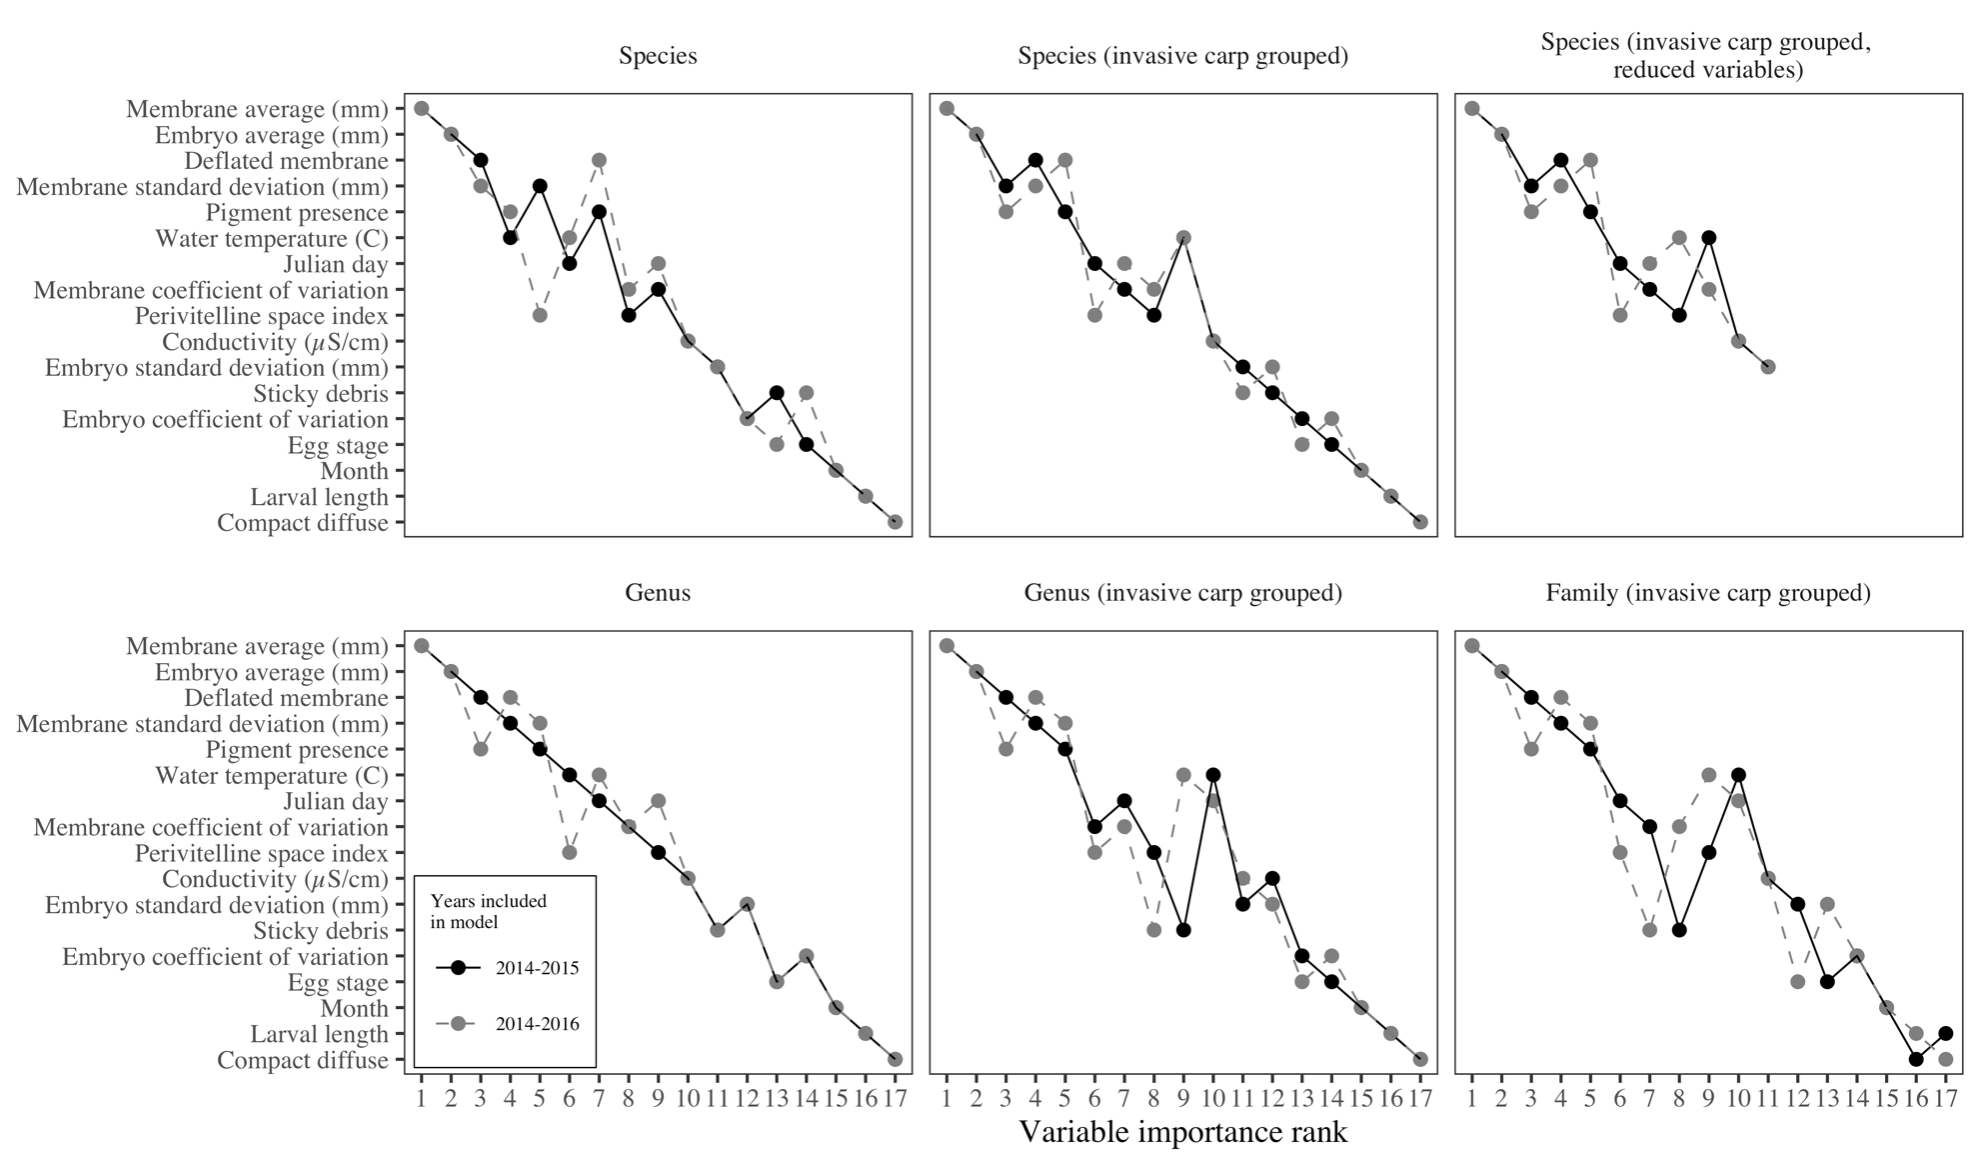 Species
Species (invasive carp grouped)
Species (invasive carp grouped,
reduced variables)
Membrane average (mm)
Embryo average (mm)
Deflated membrane
Membrane standard deviation (mm)
Pigment presence
Water temperature (C)
Julian day
Membrane coefficient of variation
Perivitelline space index
Conductivity (µS/cm)
Embryo standard deviation (mm)
Sticky debris
Embryo coefficient of variation
Egg stage
Month
Larval length
Compact diffuse
Genus
Genus (invasive carp grouped)
Family (invasive carp grouped)
Membrane average (mm)
Embryo average (mm)
Deflated membrane
Membrane standard deviation (mm)
Pigment presence
Water temperature (C)
Julian day
Membrane coefficient of variation
Perivitelline space index
Conductivity (µS/cm)
Embryo standard deviation (mm)
Sticky debris
Embryo coefficient of variation
Egg stage
Month
Larval length
Compact diffuse
Years included
in model
2014-2015
2014-2016
1 2 3 4 5 6 7 8 9 10 11 12 13 14 15 16 17
1 2 3 4 5 6 7 8 9 10 11 12 13 14 15 16 17
1 2 3 4 5 6 7 8 9 10 11 12 13 14 15 16 17
Variable importance rank